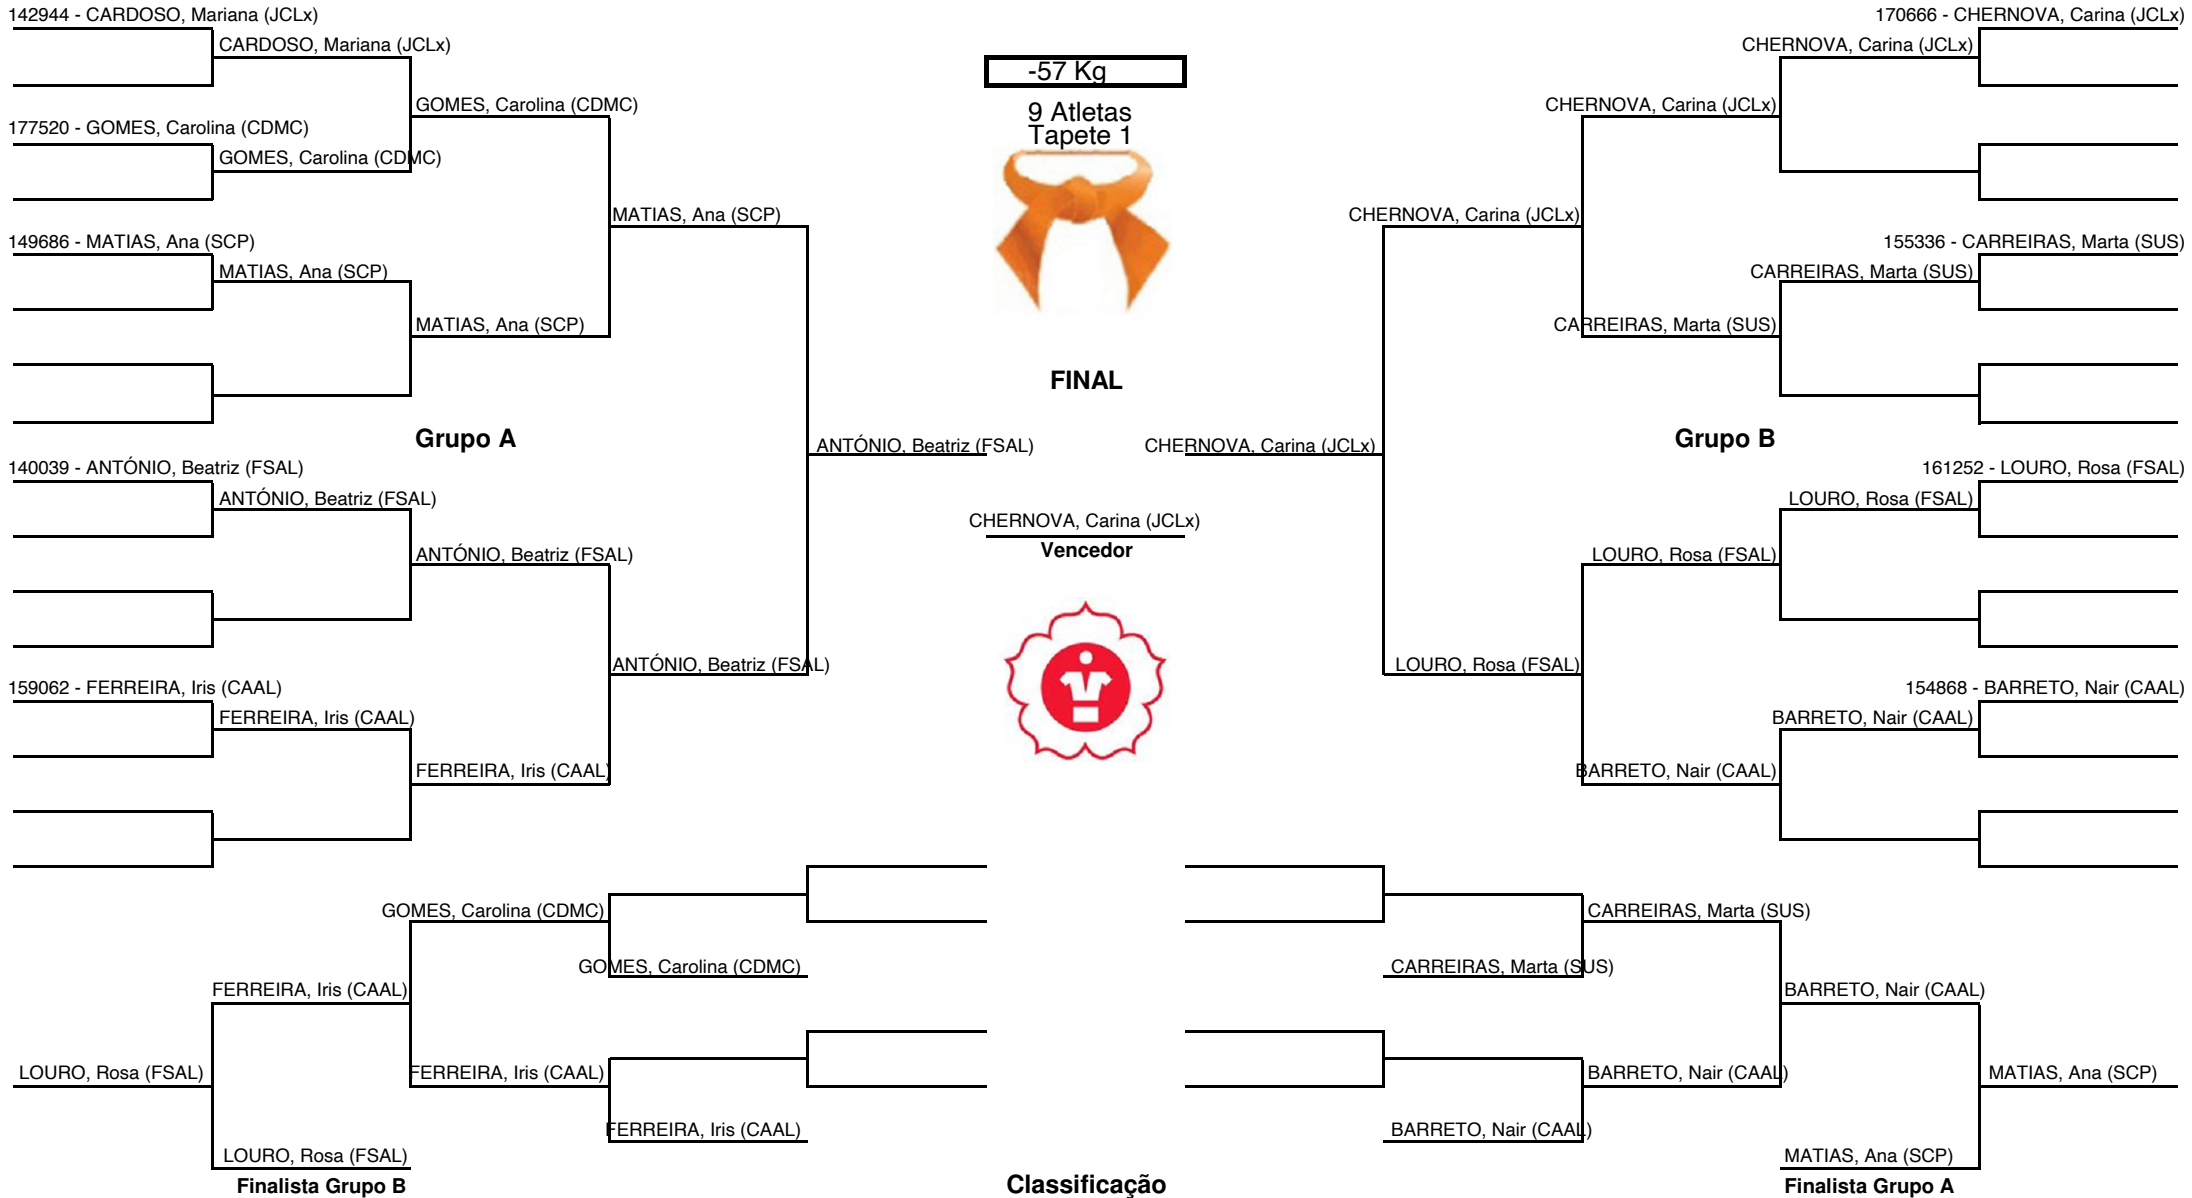 142944 - CARDOSO, Mariana (JCLx)
170666 - CHERNOVA, Carina (JCLx)
CARDOSO, Mariana (JCLx)
CHERNOVA, Carina (JCLx)
-57 Kg
GOMES, Carolina (CDMC)
9 Atletas
CHERNOVA, Carina (JCLx)
177520 - GOMES, Carolina (CDMC)
Tapete 1
GOMES, Carolina (CDMC)
MATIAS, Ana (SCP)
CHERNOVA, Carina (JCLx)
149686 - MATIAS, Ana (SCP)
155336 - CARREIRAS, Marta (SUS)
MATIAS, Ana (SCP)
CARREIRAS, Marta (SUS)
MATIAS, Ana (SCP)
CARREIRAS, Marta (SUS)
FINAL
Grupo A
Grupo B
ANTÓNIO, Beatriz (FSAL)
CHERNOVA, Carina (JCLx)
140039 - ANTÓNIO, Beatriz (FSAL)
161252 - LOURO, Rosa (FSAL)
ANTÓNIO, Beatriz (FSAL)
LOURO, Rosa (FSAL)
CHERNOVA, Carina (JCLx)
Vencedor
ANTÓNIO, Beatriz (FSAL)
LOURO, Rosa (FSAL)
ANTÓNIO, Beatriz (FSAL)
LOURO, Rosa (FSAL)
159062 - FERREIRA, Iris (CAAL)
154868 - BARRETO, Nair (CAAL)
FERREIRA, Iris (CAAL)
BARRETO, Nair (CAAL)
FERREIRA, Iris (CAAL)
BARRETO, Nair (CAAL)
GOMES, Carolina (CDMC)
CARREIRAS, Marta (SUS)
GOMES, Carolina (CDMC)
CARREIRAS, Marta (SUS)
FERREIRA, Iris (CAAL)
BARRETO, Nair (CAAL)
LOURO, Rosa (FSAL)
FERREIRA, Iris (CAAL)
BARRETO, Nair (CAAL)
MATIAS, Ana (SCP)
FERREIRA, Iris (CAAL)
BARRETO, Nair (CAAL)
LOURO, Rosa (FSAL)
MATIAS, Ana (SCP)
Finalista Grupo B
Classificação
Finalista Grupo A